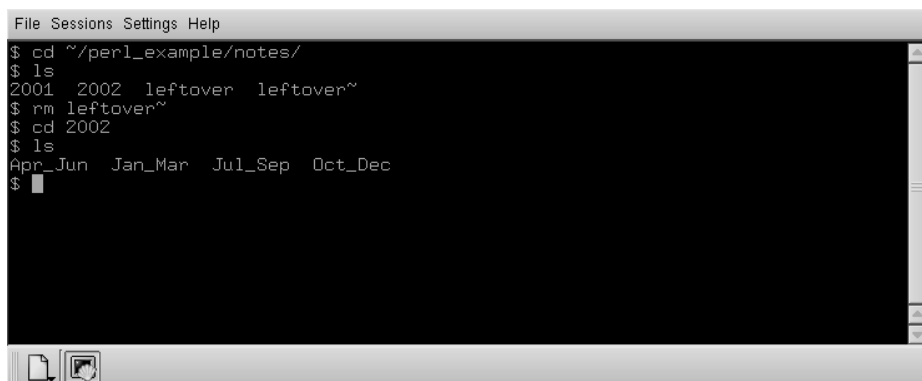 File Sessions Settings Help
$ cd ~/perl_example/notes/
$ ls
2001  2002  leftover  leftover~
$ rm leftover~
$ cd 2002
$ ls
Apr_Jun  Jan_Mar  Jul_Sep  Oct_Dec
$